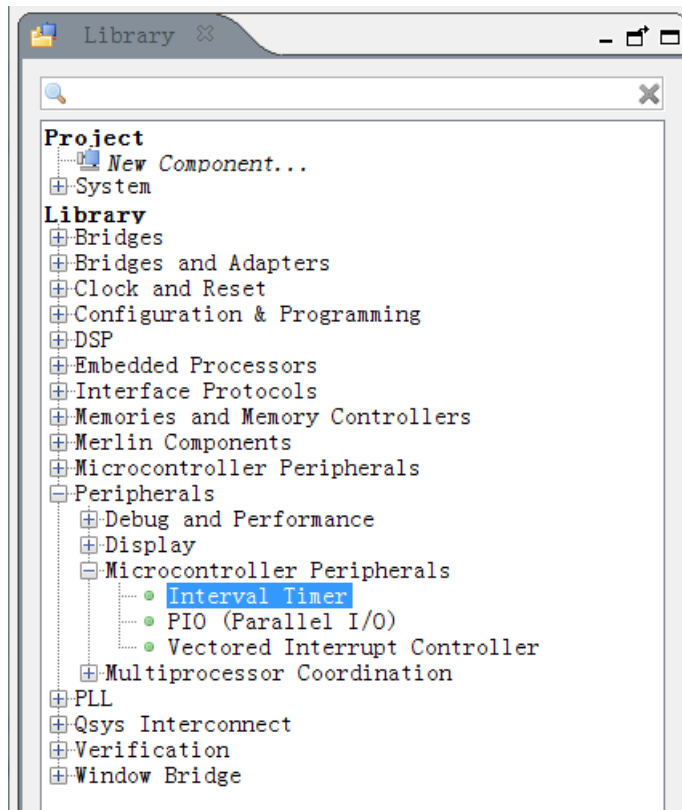 Library
Project
New Component...
System
Library
Bridges
Bridges and Adapters
Clock and Reset
Configuration & Programming
DSP
Embedded Processors
Interface Protocols
Memories and Memory Controllers
Merlin Components
Microcontroller Peripherals
Peripherals
Debug and Performance
Display
Microcontroller Peripherals
Interval Timer
PIO (Parallel I/O)
Vectored Interrupt Controller
Multiprocessor Coordination
PLL
Qsys Interconnect
Verification
Window Bridge